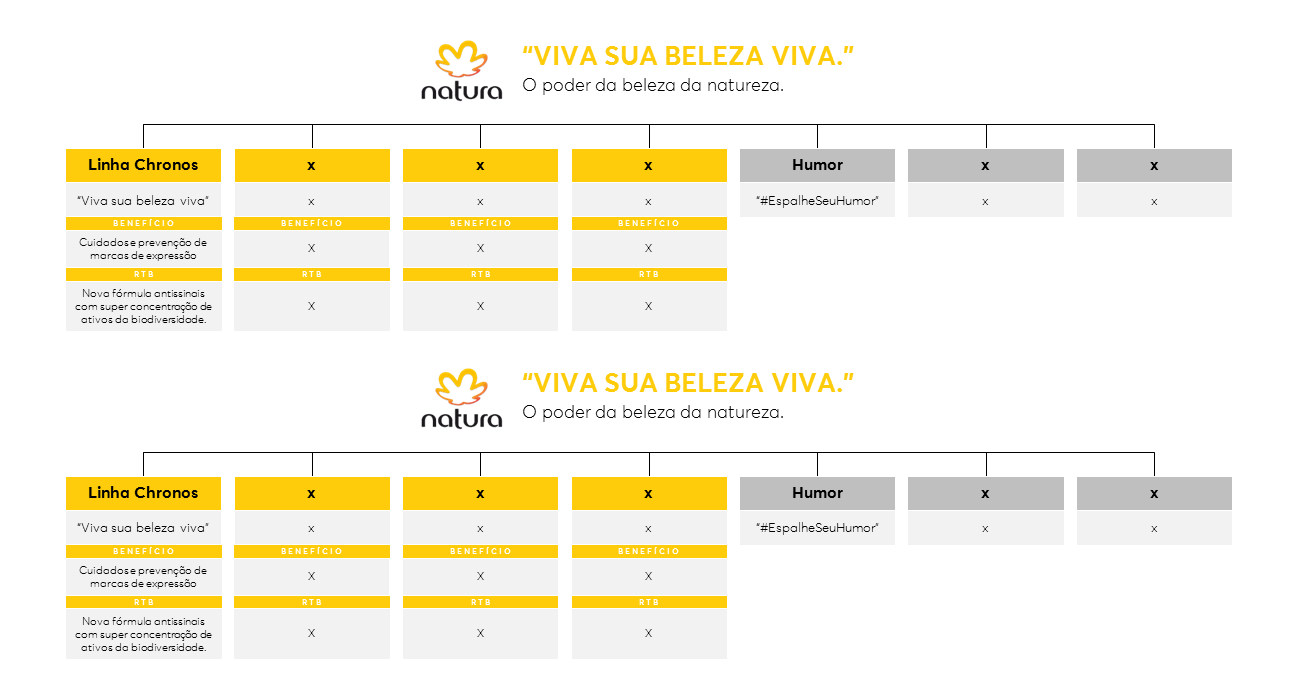 “VIVA SUA BELEZA VIVA.”
natura
O poder da beleza da natureza.
Linha Chronos x x x Humor x x
“Viva sua beleza viva” x x x “#EspalheSeuHumor” x x
BENEFÍCIO BENEFÍCIO BENEFÍCIO BENEFÍCIO
Cuidados e prevenção de
marcas de expressão
X X X
RTB RTB RTB RTB
Nova fórmula antissinais
com super concentração de
ativos da biodiversidade.
X X X
“VIVA SUA BELEZA VIVA.”
natura
O poder da beleza da natureza.
Linha Chronos x x x Humor x x
“Viva sua beleza viva” x x x “#EspalheSeuHumor” x x
BENEFÍCIO BENEFÍCIO BENEFÍCIO BENEFÍCIO
Cuidados e prevenção de
marcas de expressão
X X X
RTB RTB RTB RTB
Nova fórmula antissinais
com super concentração de
ativos da biodiversidade.
X X X